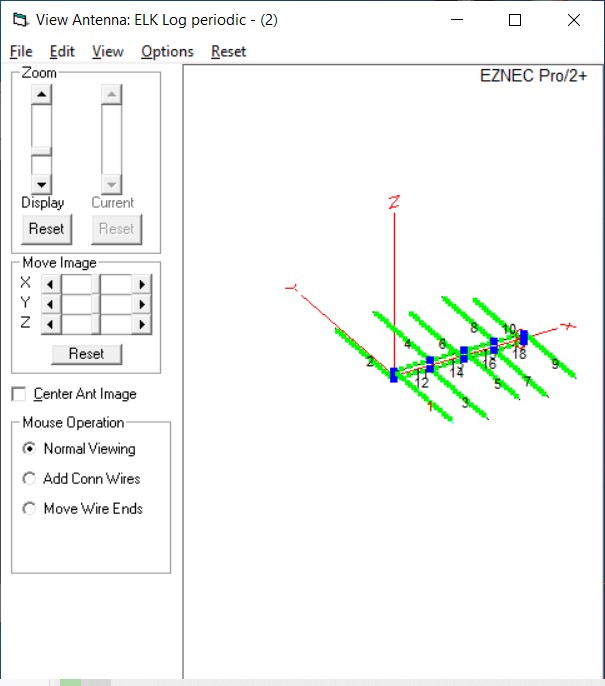 View Antenna: ELK Log periodic - (2)
File Edit View Options Reset
EZNEC Pro/2+
Zoom
Display Current
Reset Reset
Move Image
X
Y
Z
Reset
Center Ant Image
Mouse Operation
Normal Viewing
Add Conn Wires
Move Wire Ends
Z
Y
X
8 10
4 6 18
2 16 9
12 14 5 7
1 3